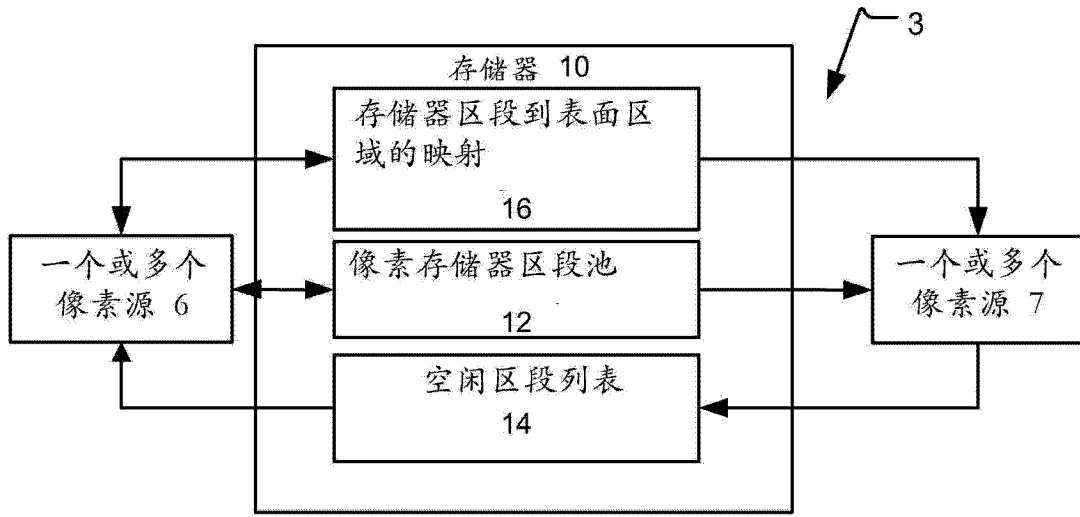 3
存储器 10
存储器区段到表面区
域的映射
16
一个或多个
像素源 6
像素存储器区段池
12
一个或多个
像素源 7
空闲区段列表
14